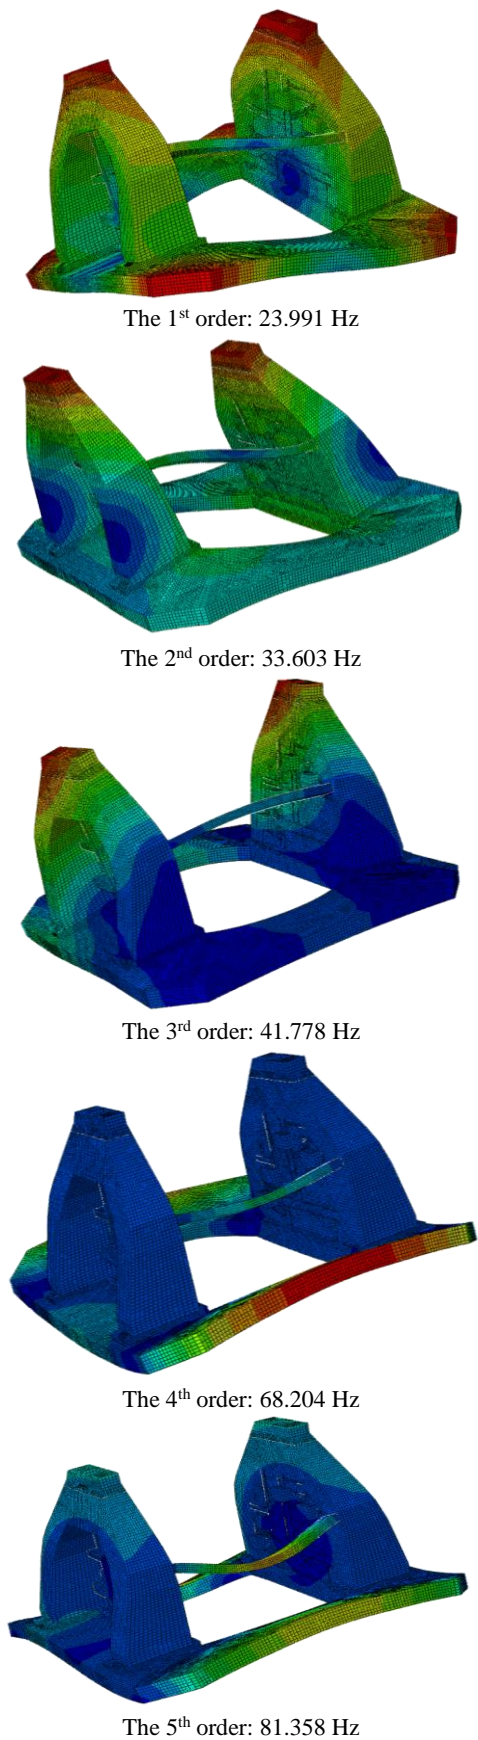 The 1st order: 23.991 Hz
The 2nd order: 33.603 Hz
The 3rd order: 41.778 Hz
The 4th order: 68.204 Hz
The 5th order: 81.358 Hz